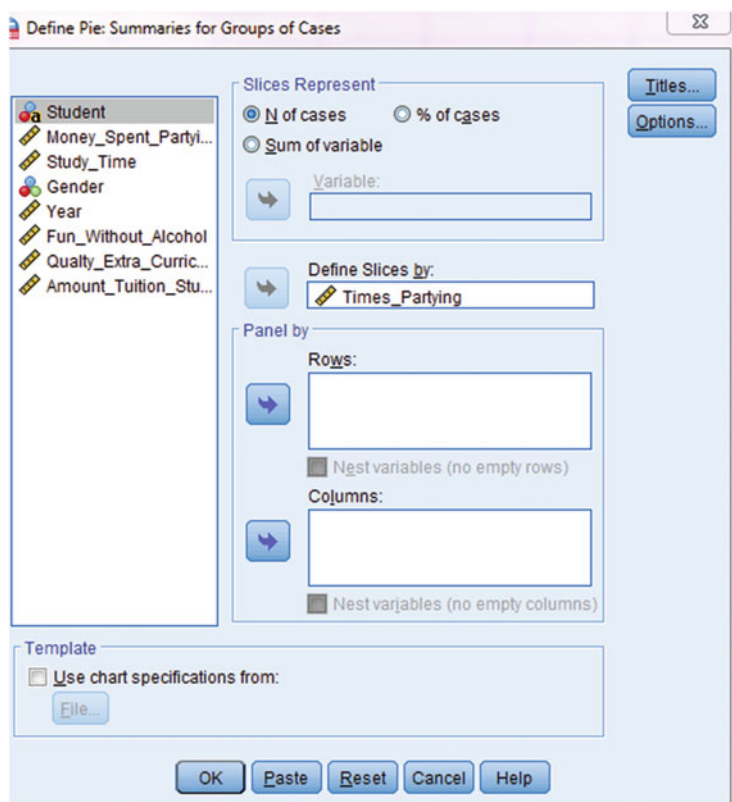 Define Pie: Summaries for Groups of Cases
Student
Money_Spent_Partyi...
Study_Time
Gender
Year
Fun_Without_Alcohol
Qualty_Extra_Curric...
Amount_Tuition_Stu...
Slices Represent
N of cases
% of cases
Sum of variable
Variable:
Define Slices by:
Times_Partying
Panel by
Rows:
Nest variables (no empty rows)
Columns:
Nest variables (no empty columns)
Titles...
Options...
Template
Use chart specifications from:
File...
OK Paste Reset Cancel Help